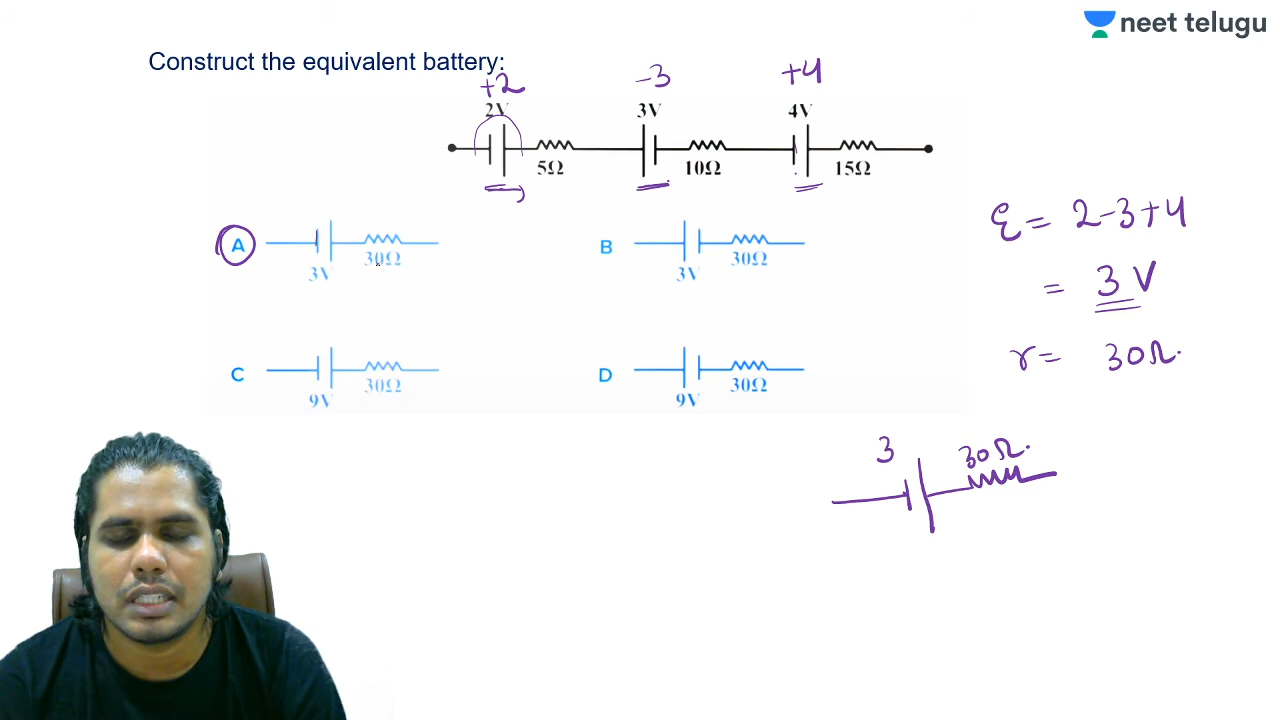 neet telugu
Construct the equivalent battery:
+2 -3 +4
2V 3V 4V
5Ω 10Ω 15Ω
A 3V 30Ω
B 3V 30Ω
C 9V 30Ω
D 9V 30Ω
ξ = 2-3+4
= 3 V
r = 30Ω.
3 30Ω.